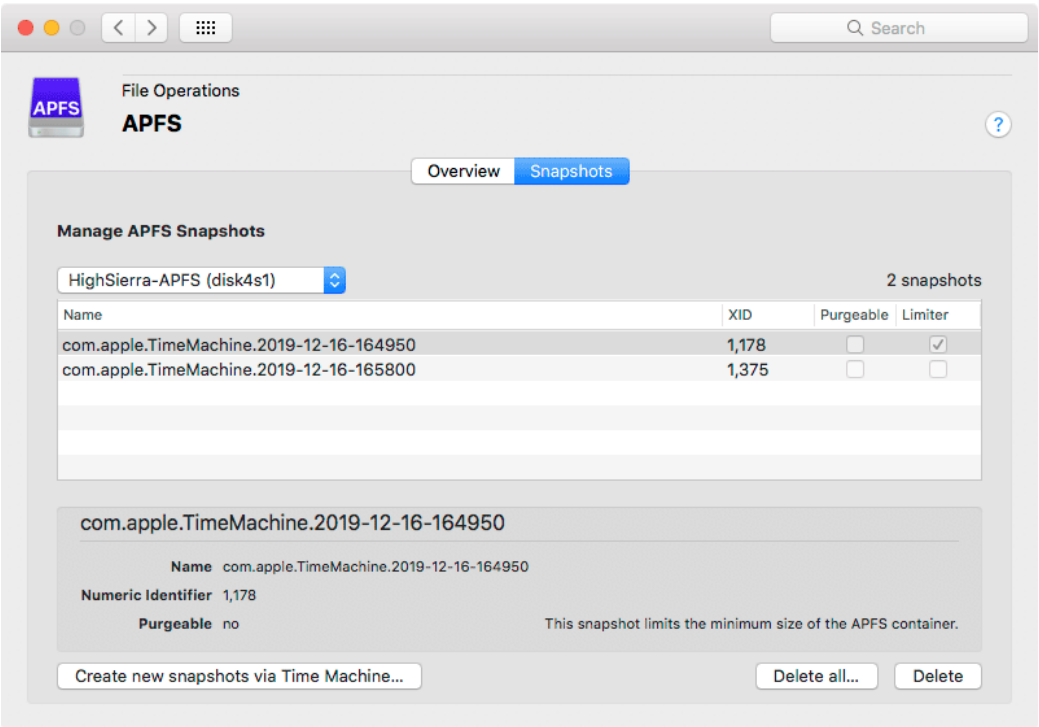 Search
APFS
File Operations
APFS
?
Overview Snapshots
Manage APFS Snapshots
HighSierra-APFS (disk4s1) 2 snapshots
Name XID Purgeable Limiter
com.apple.TimeMachine.2019-12-16-164950 1,178
com.apple.TimeMachine.2019-12-16-165800 1,375
com.apple.TimeMachine.2019-12-16-164950
Name com.apple.TimeMachine.2019-12-16-164950
Numeric Identifier 1,178
Purgeable no This snapshot limits the minimum size of the APFS container.
Create new snapshots via Time Machine... Delete all... Delete